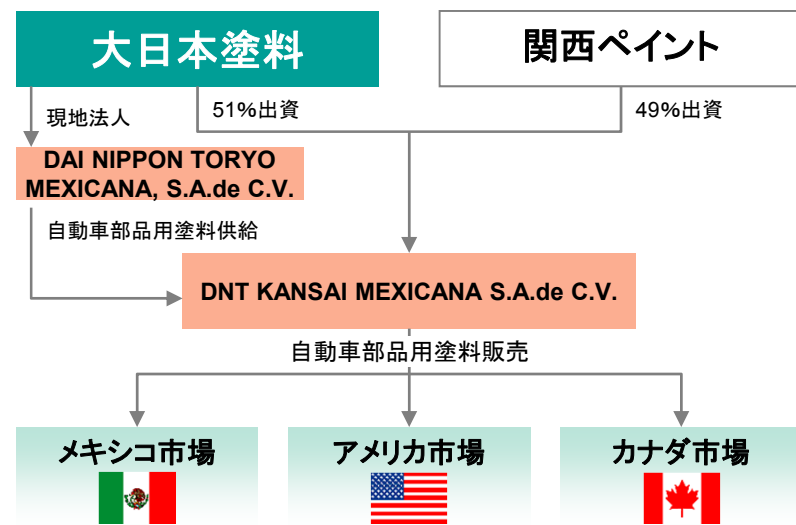 大日本塗料
関西ペイント
現地法人
51%出資
49%出資
DAI NIPPON TORYO
MEXICANA, S.A.de C.V.
自動車部品用塗料供給
DNT KANSAI MEXICANA S.A.de C.V.
自動車部品用塗料販売
メキシコ市場
アメリカ市場
カナダ市場